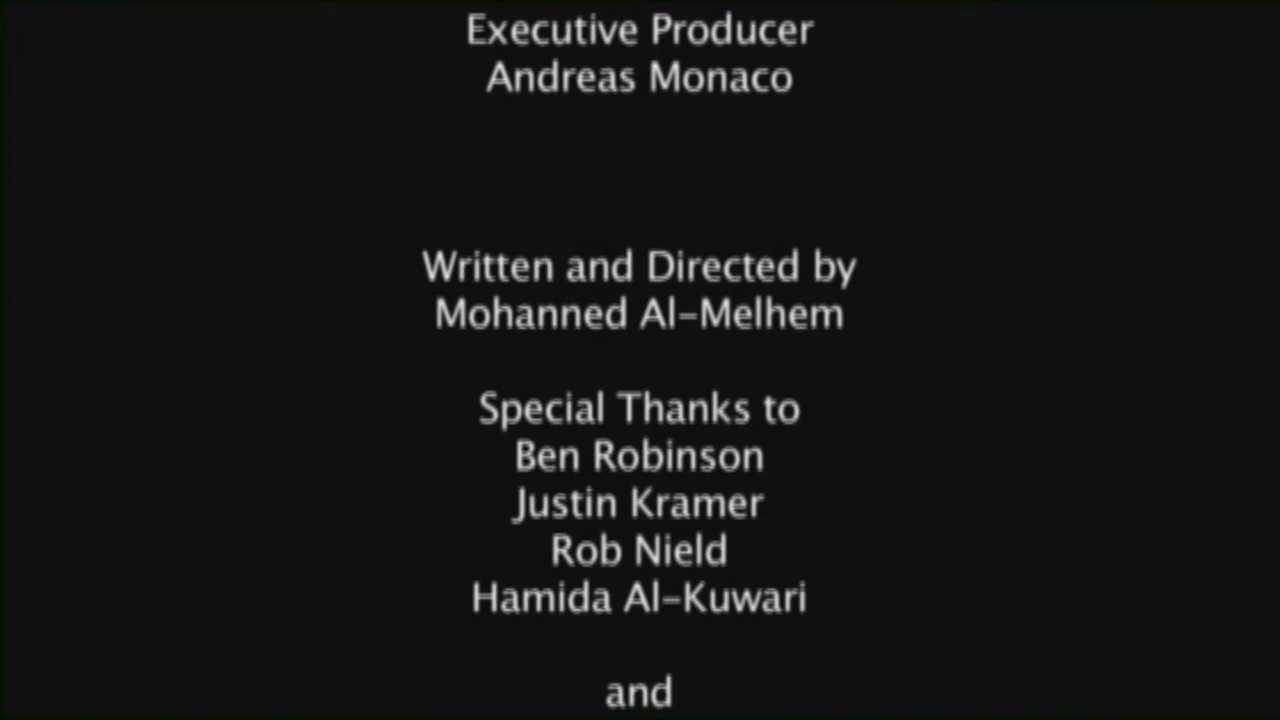 Executive Producer
Andreas Monaco
Written and Directed by
Mohanned Al-Melhem
Special Thanks to
Ben Robinson
Justin Kramer
Rob Nield
Hamida Al-Kuwari
and